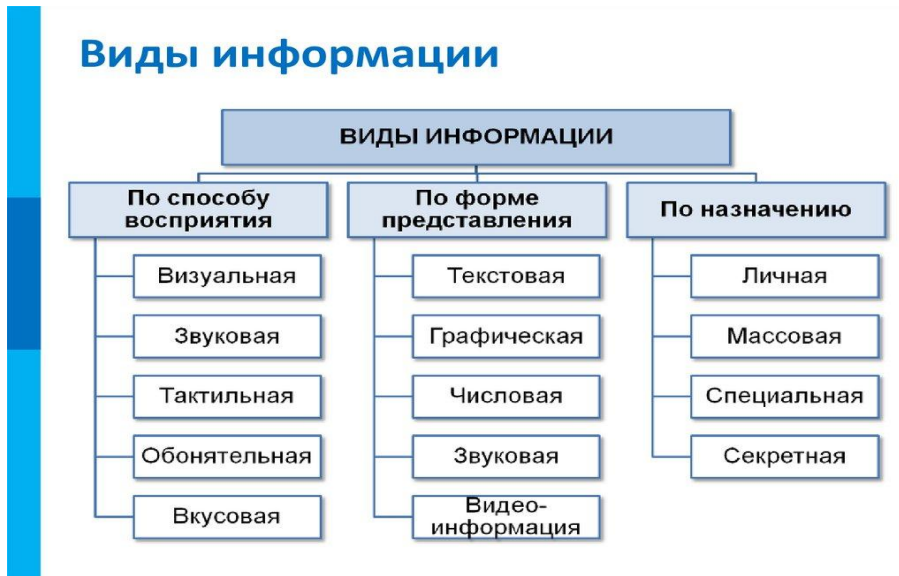 Виды информации
ВИДЫ ИНФОРМАЦИИ
По способу
восприятия
Визуальная
Звуковая
Тактильная
Обонятельная
Вкусовая
По форме
представления
Текстовая
Графическая
Числовая
Звуковая
Видео-
информация
По назначению
Личная
Массовая
Специальная
Секретная